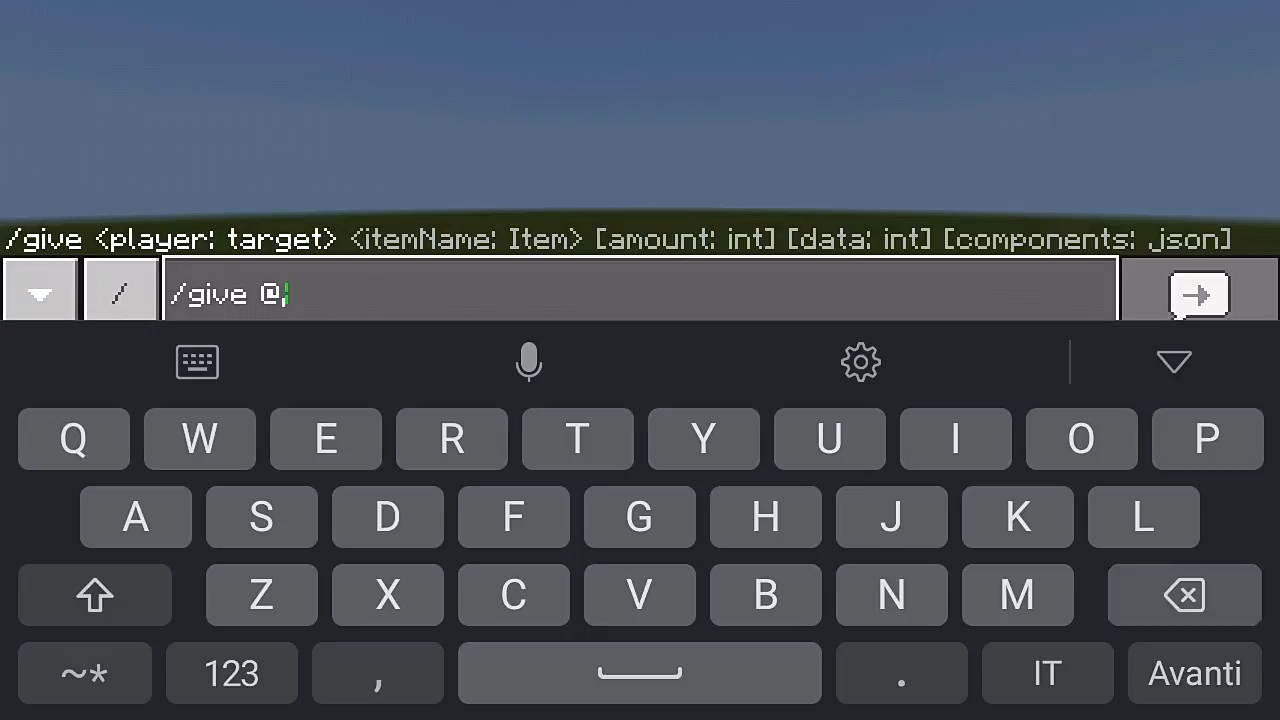 /give <player: target> <itemName: Item> [amount: int] [data: int] [components: json]
/ /give @
Q W E R T Y U I O P
A S D F G H J K L
Z X C V B N M
~* 123 , . IT Avanti